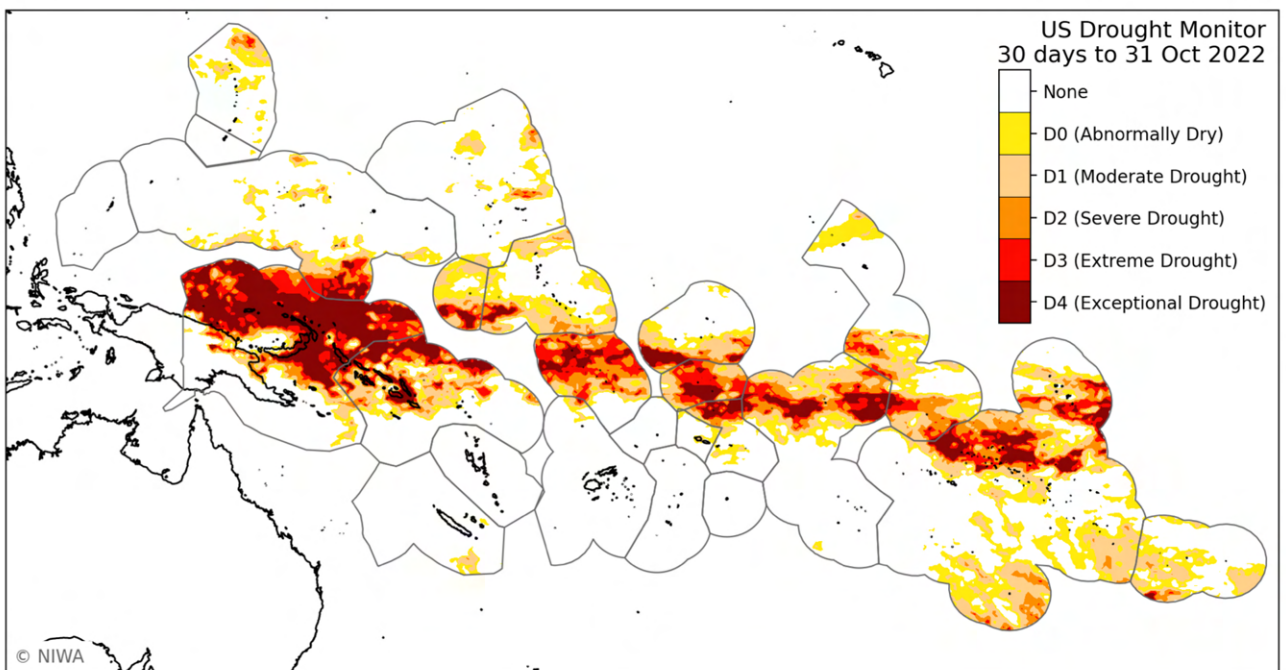 US Drought Monitor
30 days to 31 Oct 2022
None
D0 (Abnormally Dry)
D1 (Moderate Drought)
D2 (Severe Drought)
D3 (Extreme Drought)
D4 (Exceptional Drought)
© NIWA